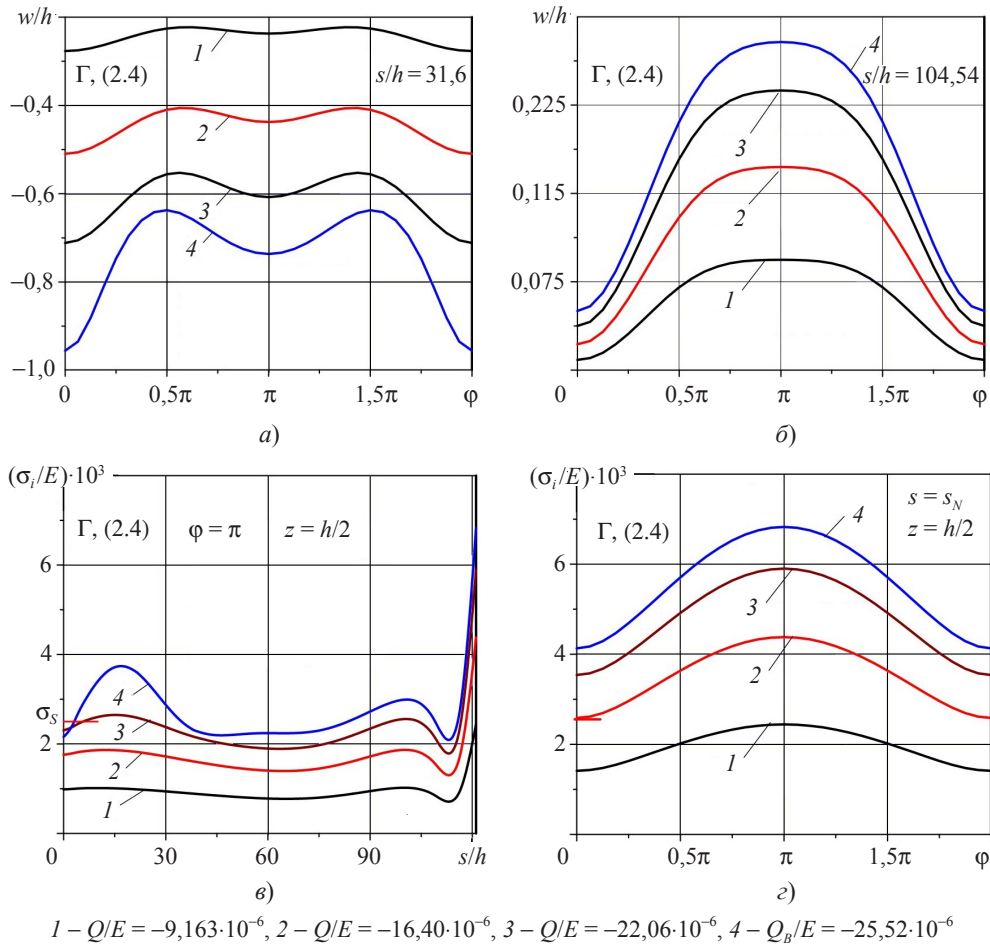 w/h
Г, (2.4)
s/h = 31,6
1
–0,4
2
–0,6
3
4
–0,8
–1,0
0
0,5π
π
1,5π
φ
а)
w/h
4
Г, (2.4)
s/h = 104,54
0,225
3
0,115
2
0,075
1
0
0,5π
π
1,5π
φ
б)
(σi/E)·10³
Г, (2.4)
φ = π
z = h/2
6
4
4
σS
3
2
2
1
0
30
60
90
s/h
в)
(σi/E)·10³
s = sN
Г, (2.4)
4
z = h/2
6
3
4
2
2
1
0
0,5π
π
1,5π
φ
г)
1 – Q/E = –9,163·10⁻⁶, 2 – Q/E = –16,40·10⁻⁶, 3 – Q/E = –22,06·10⁻⁶, 4 – QB/E = –25,52·10⁻⁶